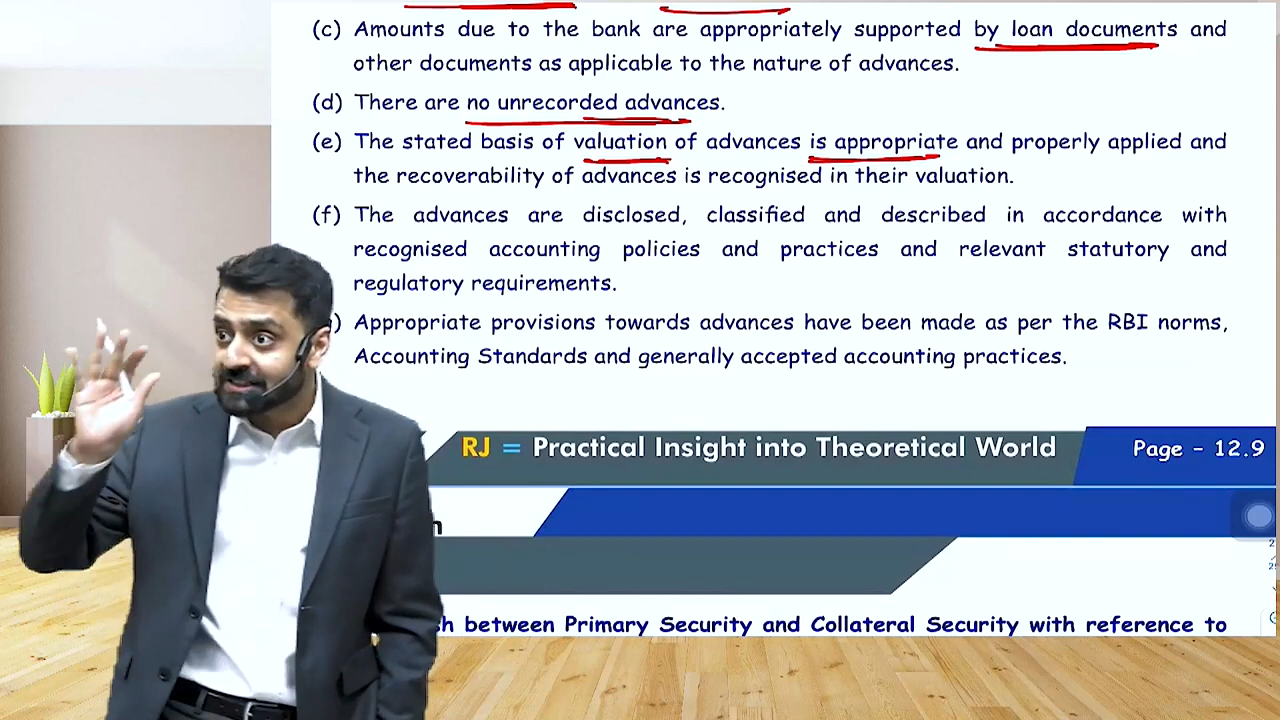 (c) Amounts due to the bank are appropriately supported by loan documents and
other documents as applicable to the nature of advances.
(d) There are no unrecorded advances.
(e) The stated basis of valuation of advances is appropriate and properly applied and
the recoverability of advances is recognised in their valuation.
(f) The advances are disclosed, classified and described in accordance with
recognised accounting policies and practices and relevant statutory and
regulatory requirements.
) Appropriate provisions towards advances have been made as per the RBI norms,
Accounting Standards and generally accepted accounting practices.
RJ = Practical Insight into Theoretical World
Page - 12.9
between Primary Security and Collateral Security with reference to